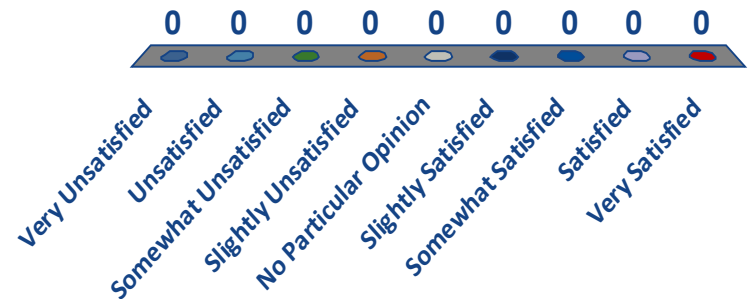 0 0 0 0 0 0 0 0 0
Very Unsatisfied
Unsatisfied
Somewhat Unsatisfied
Slightly Unsatisfied
No Particular Opinion
Slightly Satisfied
Somewhat Satisfied
Satisfied
Very Satisfied